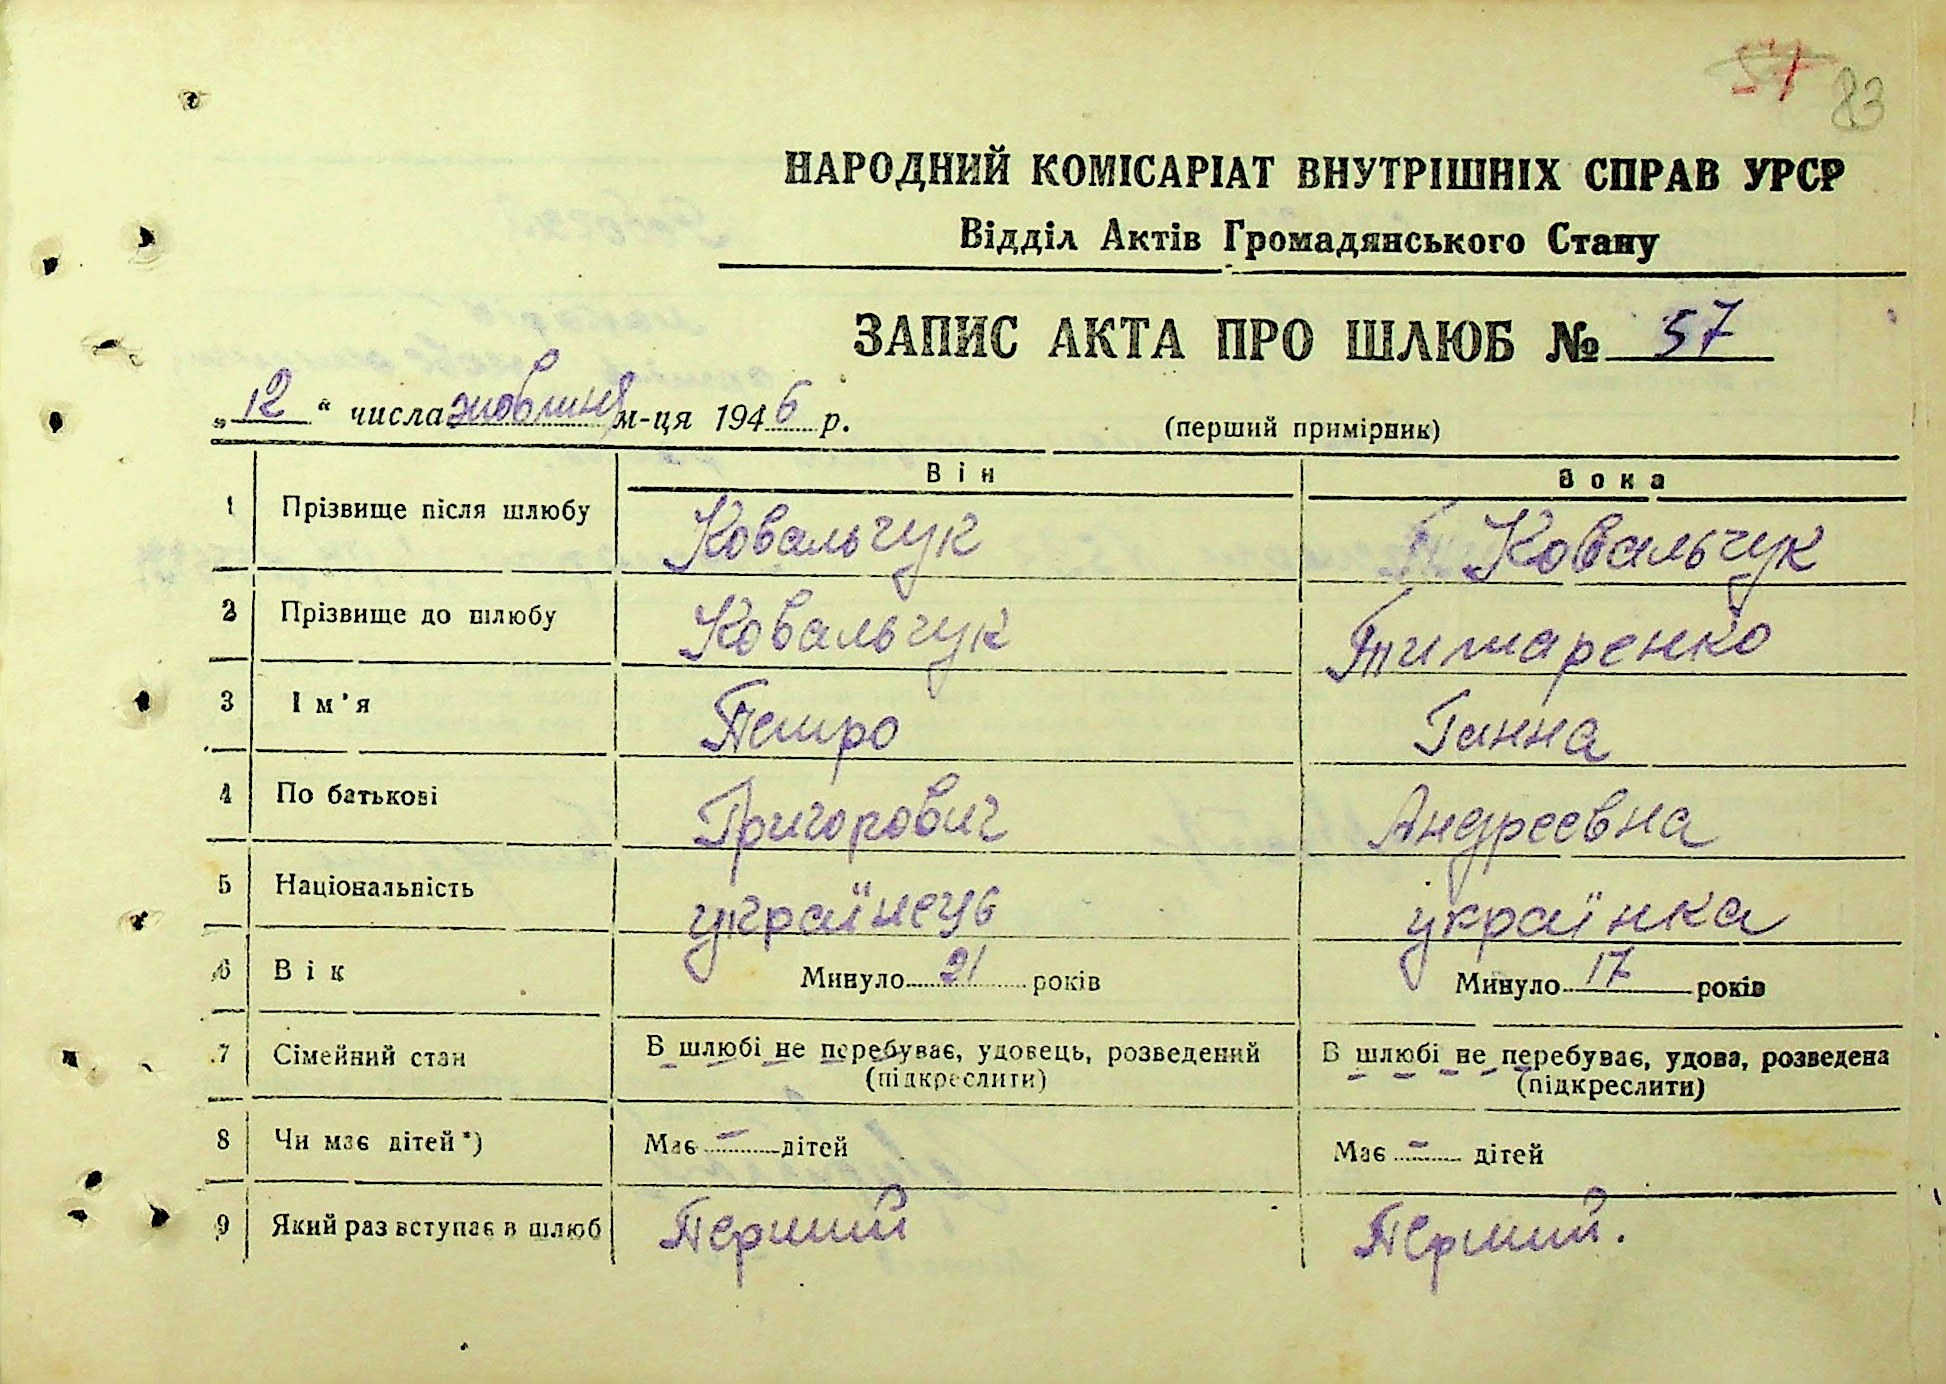 57 83
НАРОДНИЙ КОМІСАРІАТ ВНУТРІШНІХ СПРАВ УРСР
Відділ Актів Громадянського Стану
ЗАПИС АКТА ПРО ШЛЮБ № 57
„12“ числа жовтня м-ця 1946 р. (перший примірник)
Він Вона
1 Прізвище після шлюбу Ковальчук Ковальчук
2 Прізвище до шлюбу Ковальчук Титаренко
3 Ім'я Петро Ганна
4 По батькові Григорович Андреевна
5 Національність українець українка
6 Вік Минуло 21 років Минуло 17 років
7 Сімейний стан В шлюбі не перебуває, удовець, розведений В шлюбі не перебуває, удова, розведена
(підкреслити) (підкреслити)
8 Чи має дітей*) Має – дітей Має – дітей
9 Який раз вступає в шлюб Перший Перший.